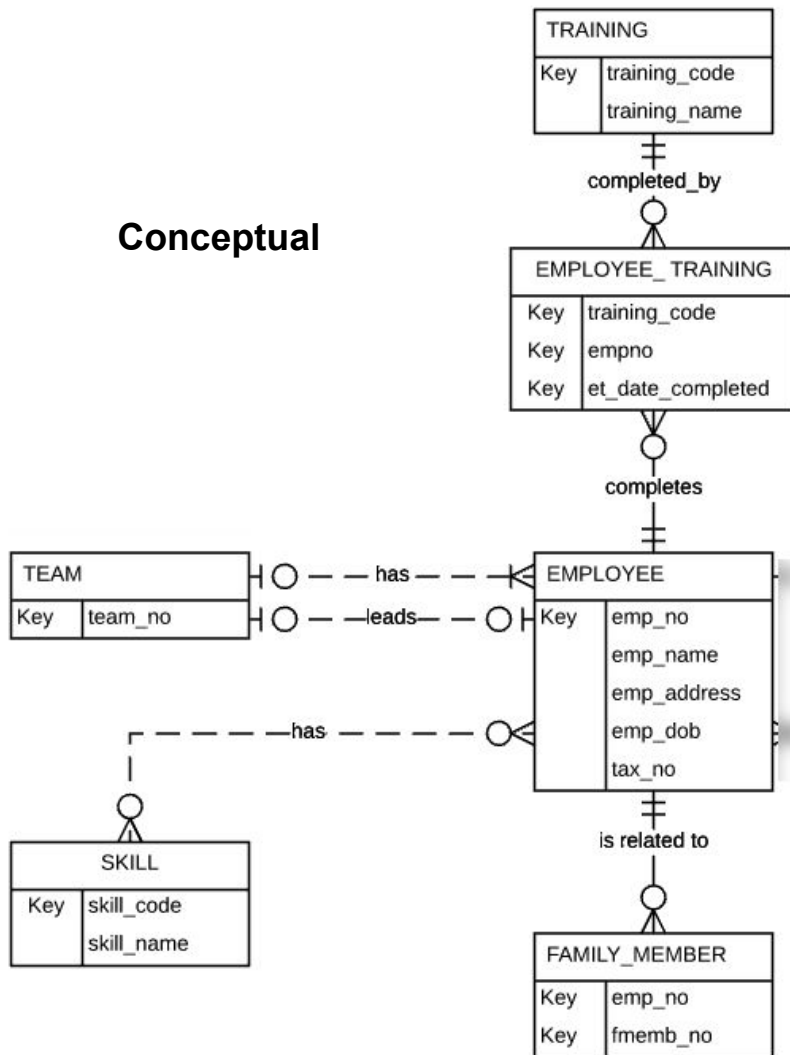 TRAINING
Key training_code
training_name
completed_by
Conceptual
EMPLOYEE_ TRAINING
Key training_code
Key empno
Key et_date_completed
completes
TEAM
Key team_no
has
leads
EMPLOYEE
Key emp_no
emp_name
emp_address
emp_dob
tax_no
has
SKILL
Key skill_code
skill_name
is related to
FAMILY_MEMBER
Key emp_no
Key fmemb_no